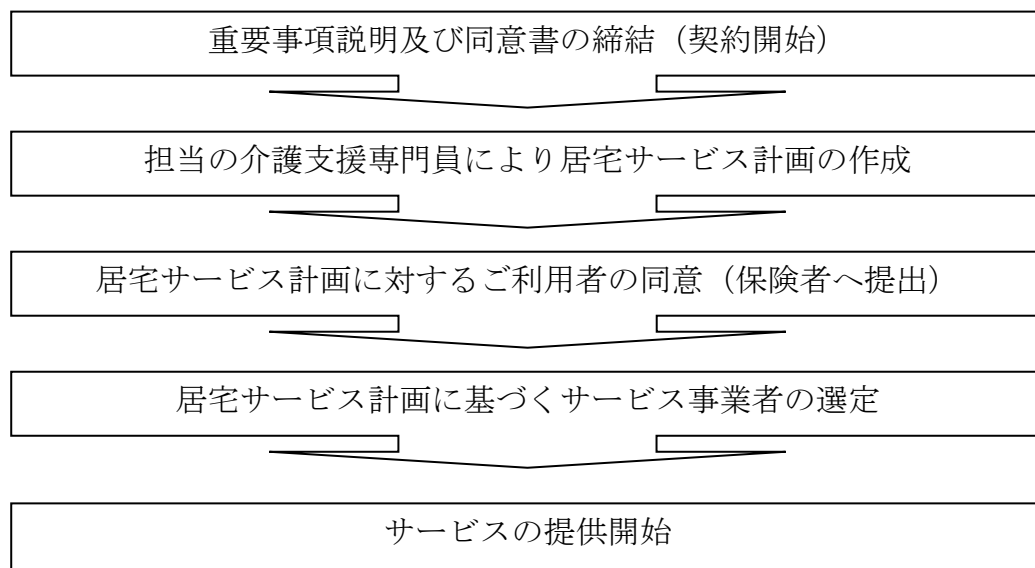 重要事項説明及び同意書の締結（契約開始）
担当の介護支援専門員により居宅サービス計画の作成
居宅サービス計画に対するご利用者の同意（保険者へ提出）
居宅サービス計画に基づくサービス事業者の選定
サービスの提供開始